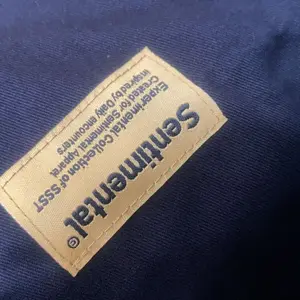 Sentimental©
Experimental Collection of SSST
Created for Sentimental Apparel
inspired by Daily encounters